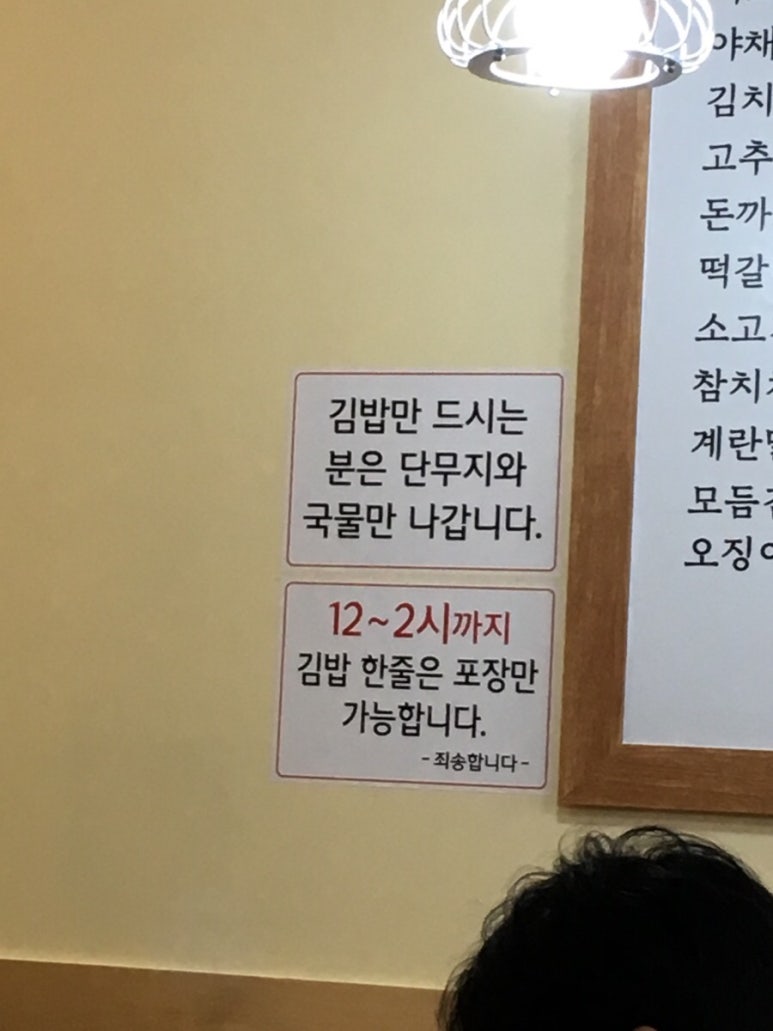 김밥만 드시는
분은 단무지와
국물만 나갑니다.
12~2시까지
김밥 한줄은 포장만
가능합니다.
-죄송합니다-
야채
김치
고추
돈까
떡갈
소고
참치
계란말
모듬
오징어